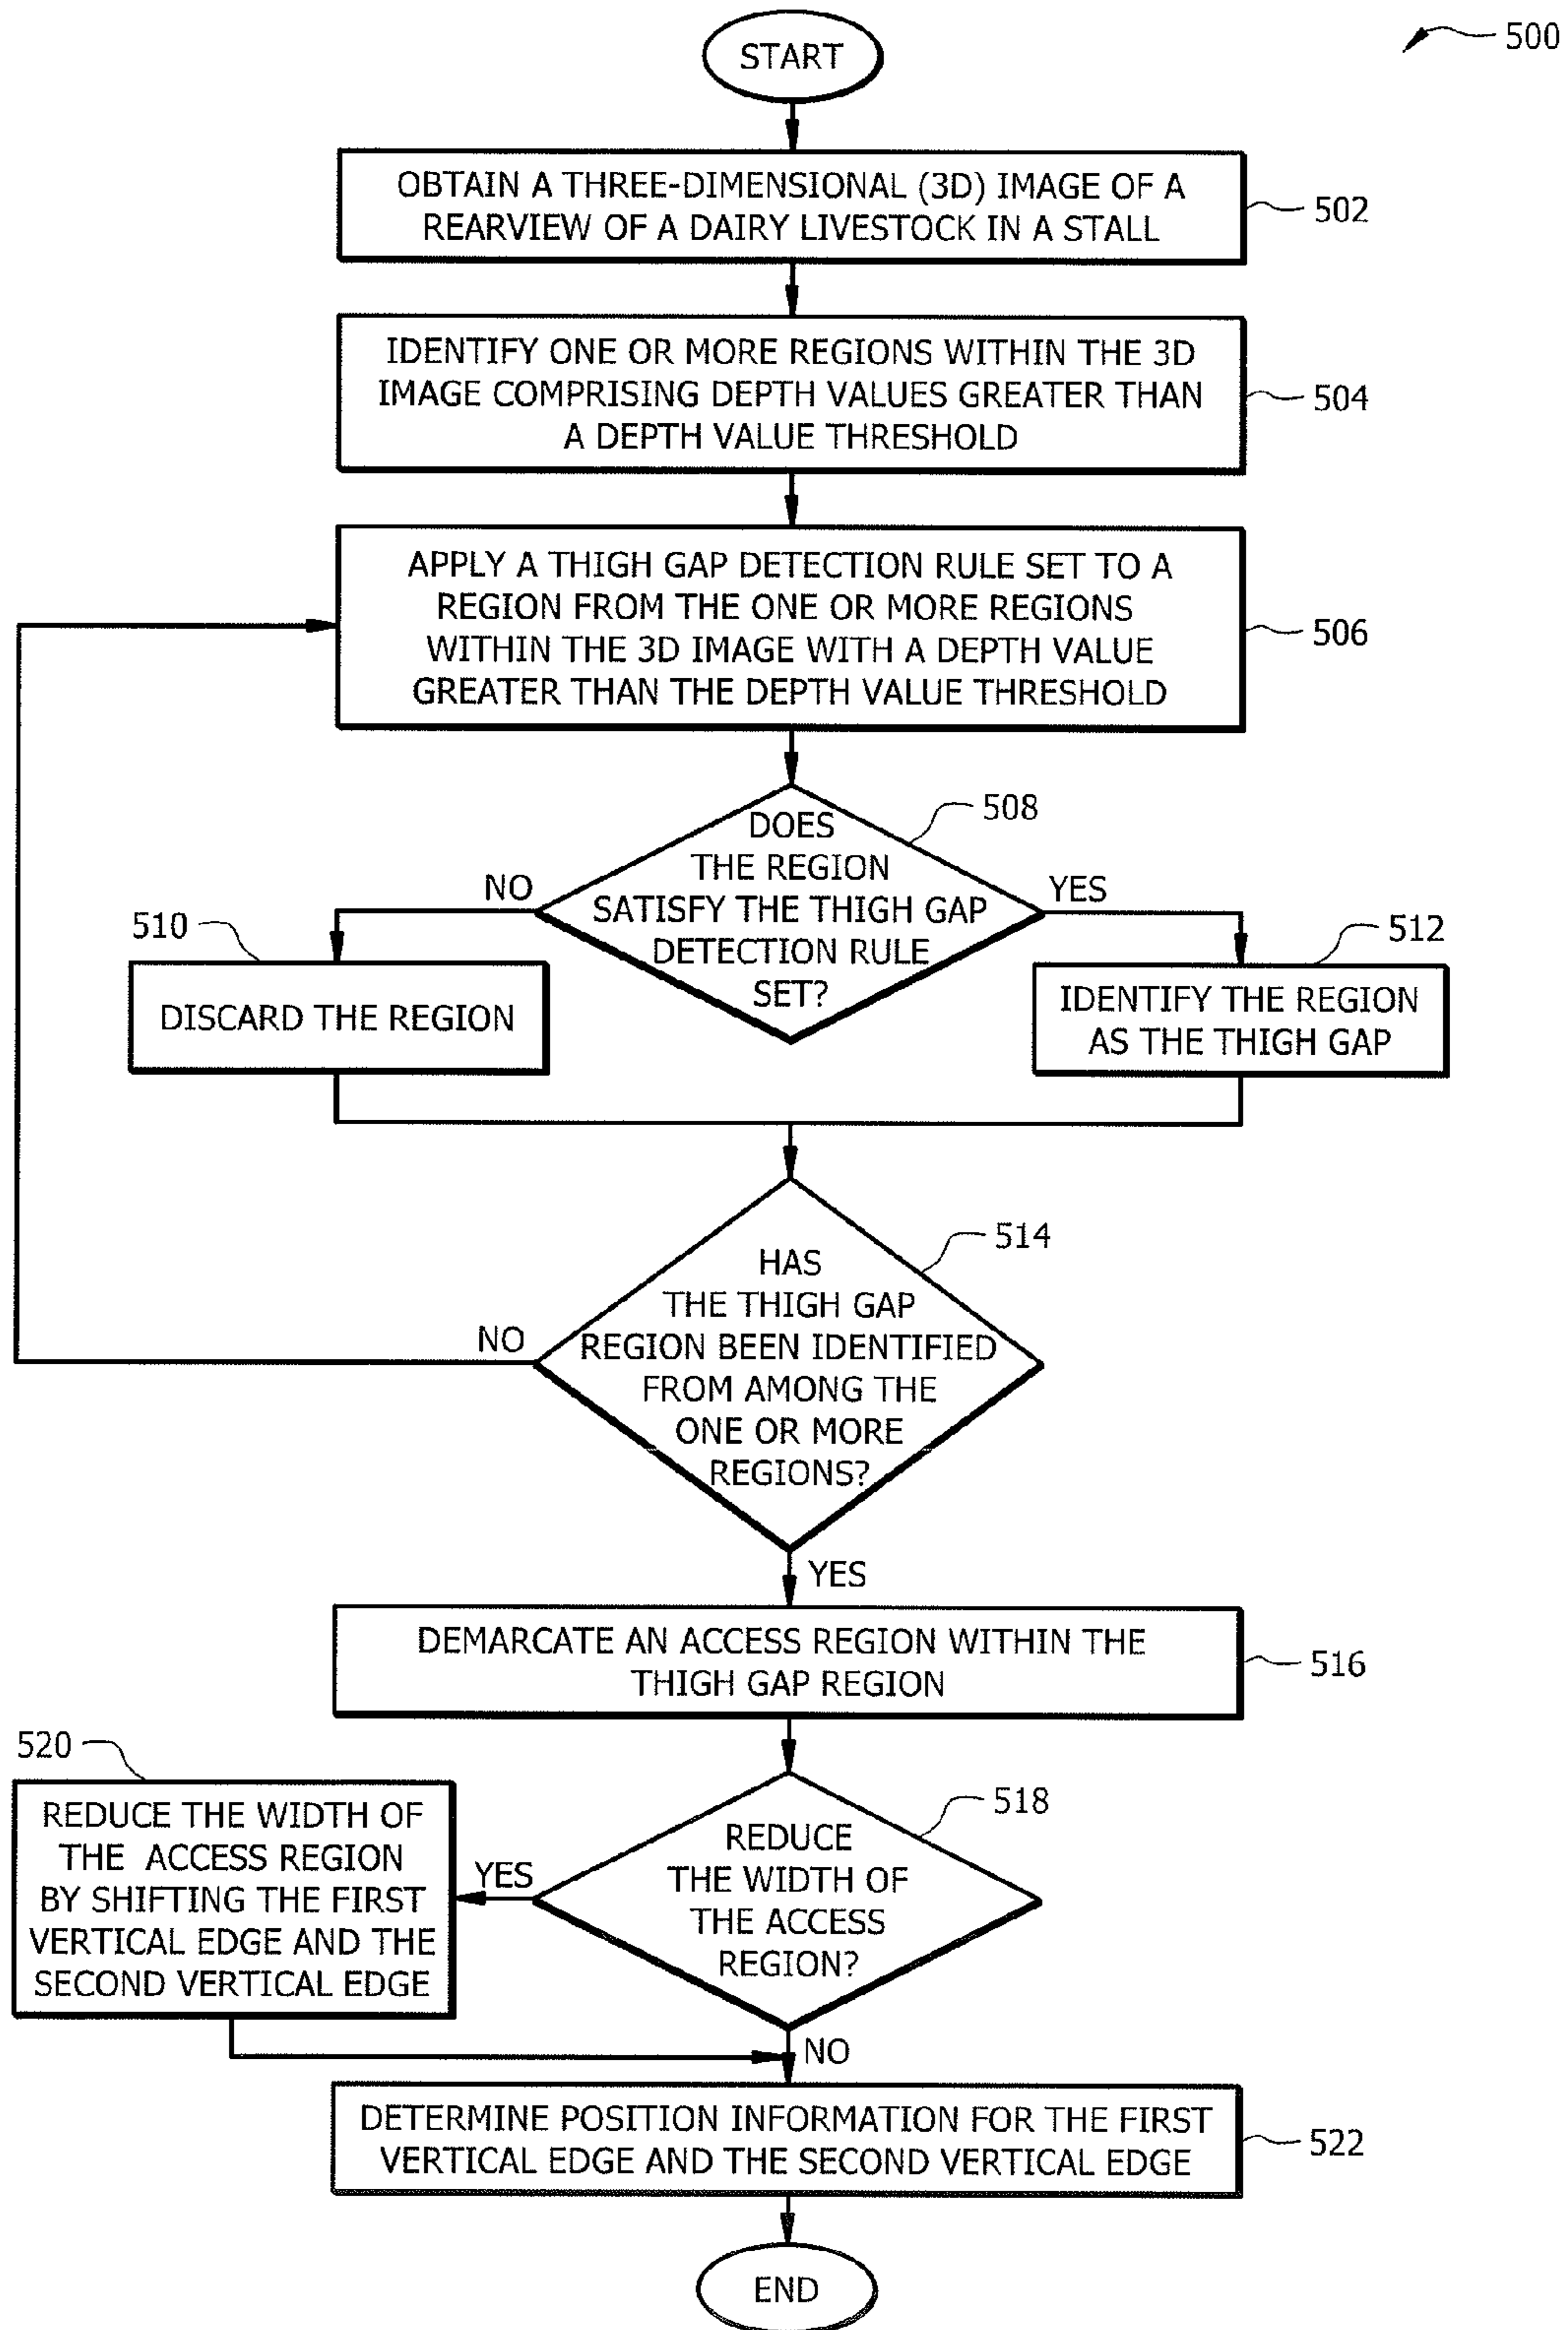 START
500
OBTAIN A THREE-DIMENSIONAL (3D) IMAGE OF A
REARVIEW OF A DAIRY LIVESTOCK IN A STALL
502
IDENTIFY ONE OR MORE REGIONS WITHIN THE 3D
IMAGE COMPRISING DEPTH VALUES GREATER THAN
A DEPTH VALUE THRESHOLD
504
APPLY A THIGH GAP DETECTION RULE SET TO A
REGION FROM THE ONE OR MORE REGIONS
WITHIN THE 3D IMAGE WITH A DEPTH VALUE
GREATER THAN THE DEPTH VALUE THRESHOLD
506
DOES
THE REGION
SATISFY THE THIGH GAP
DETECTION RULE
SET?
508
NO
YES
510
DISCARD THE REGION
512
IDENTIFY THE REGION
AS THE THIGH GAP
HAS
THE THIGH GAP
REGION BEEN IDENTIFIED
FROM AMONG THE
ONE OR MORE
REGIONS?
514
NO
YES
DEMARCATE AN ACCESS REGION WITHIN THE
THIGH GAP REGION
516
REDUCE
THE WIDTH OF
THE ACCESS
REGION?
518
YES
520
REDUCE THE WIDTH OF
THE ACCESS REGION
BY SHIFTING THE FIRST
VERTICAL EDGE AND THE
SECOND VERTICAL EDGE
NO
DETERMINE POSITION INFORMATION FOR THE FIRST
VERTICAL EDGE AND THE SECOND VERTICAL EDGE
522
END